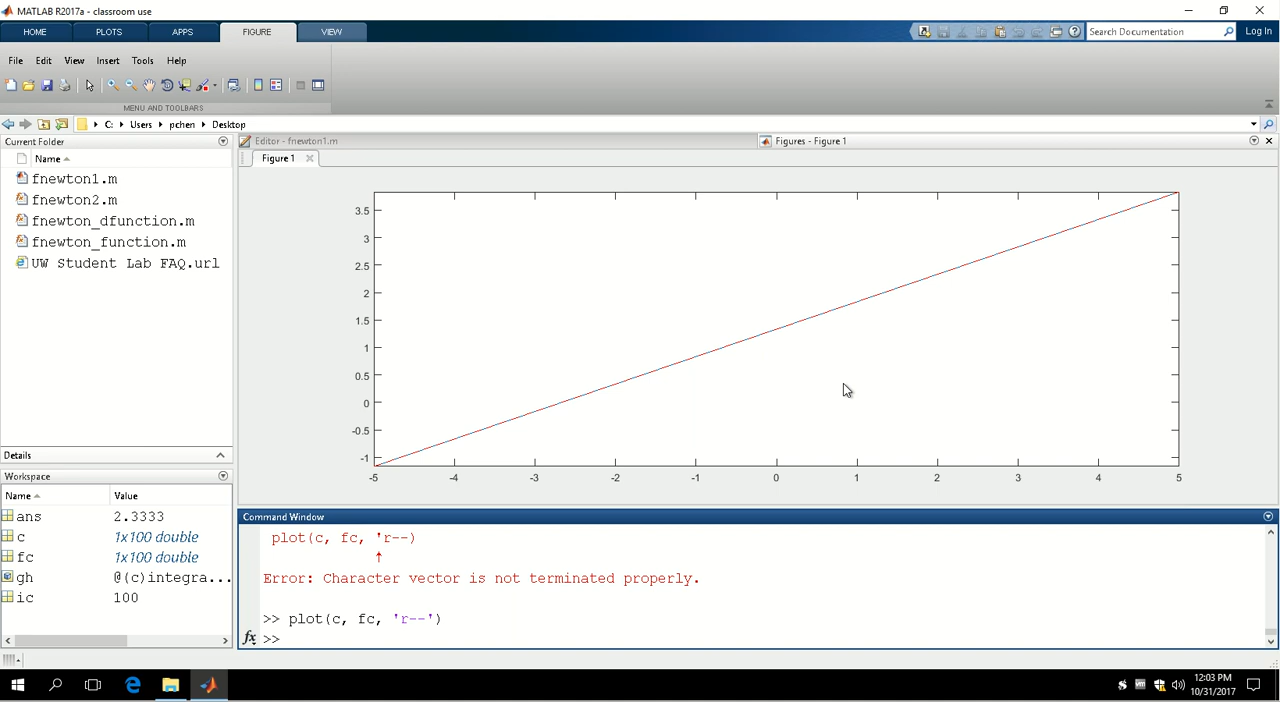 MATLAB R2017a - classroom use
HOME PLOTS APPS FIGURE VIEW
Search Documentation
Log In
File Edit View Insert Tools Help
MENU AND TOOLBARS
C: Users pchen Desktop
Current Folder
Editor - fnewton1.m
Figures - Figure 1
Name
Figure 1
fnewton1.m
fnewton2.m
fnewton_dfunction.m
fnewton_function.m
UW Student Lab FAQ.url
3.5
3
2.5
2
1.5
1
0.5
0
-0.5
-1
-5 -4 -3 -2 -1 0 1 2 3 4 5
Details
Workspace
Name Value
ans 2.3333
c 1x100 double
fc 1x100 double
gh @(c)integra...
ic 100
Command Window
plot(c, fc, 'r--)
↑
Error: Character vector is not terminated properly.
>> plot(c, fc, 'r--')
fx >>
12:03 PM
10/31/2017